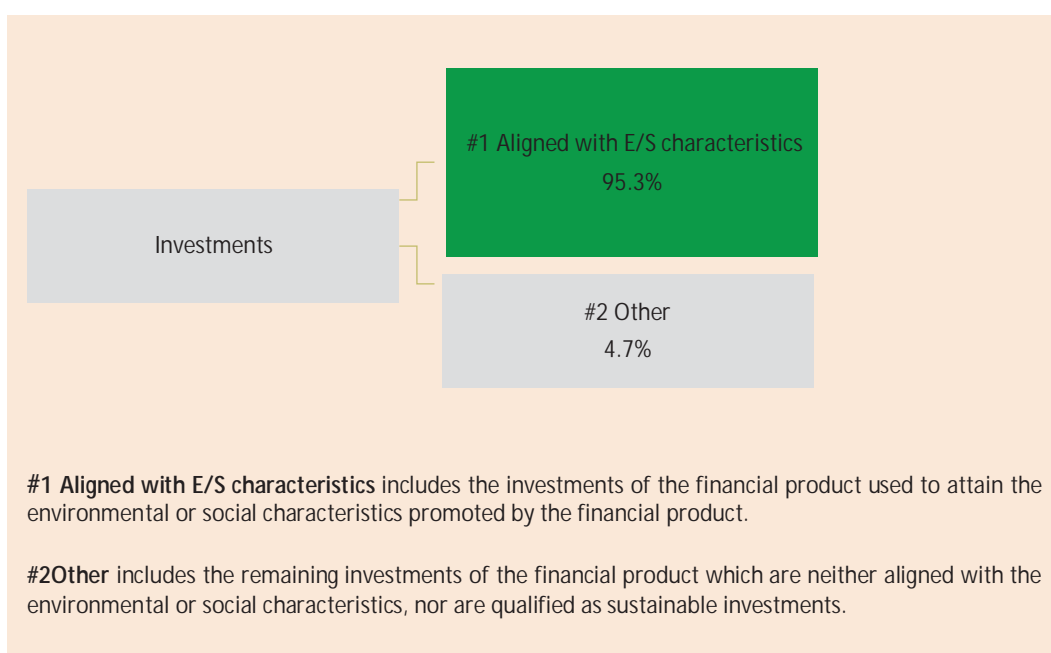 #1 Aligned with E/S characteristics
95.3%
Investments
#2 Other
4.7%
#1 Aligned with E/S characteristics includes the investments of the financial product used to attain the
environmental or social characteristics promoted by the financial product.
#2Other includes the remaining investments of the financial product which are neither aligned with the
environmental or social characteristics, nor are qualified as sustainable investments.